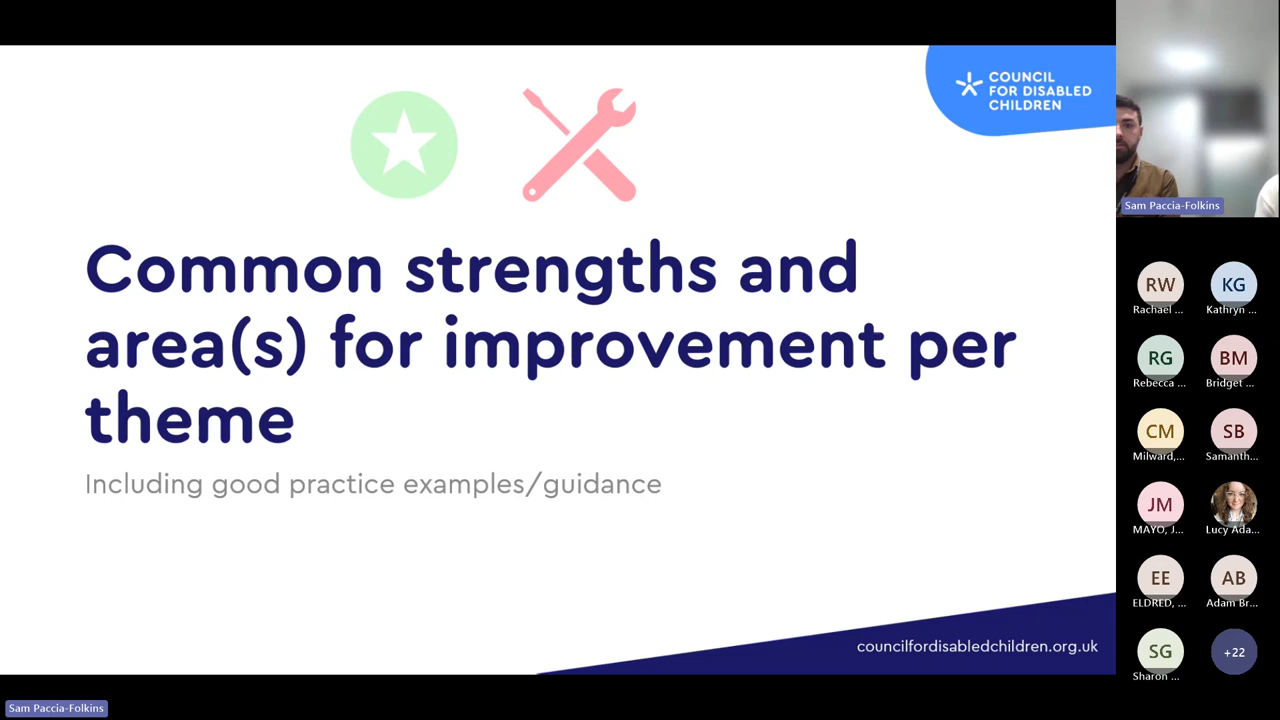 COUNCIL
FOR DISABLED
CHILDREN
Common strengths and
area(s) for improvement per
theme
Including good practice examples/guidance
councilfordisabledchildren.org.uk
Sam Paccia-Folkins
Sam Paccia-Folkins
RW
KG
Rachael ...
Kathryn ...
RG
BM
Rebecca ...
Bridget ...
CM
SB
Milward,...
Samanth...
JM
MAYO, J...
Lucy Ada...
EE
AB
ELDRED, ...
Adam Br...
SG
+22
Sharon ...